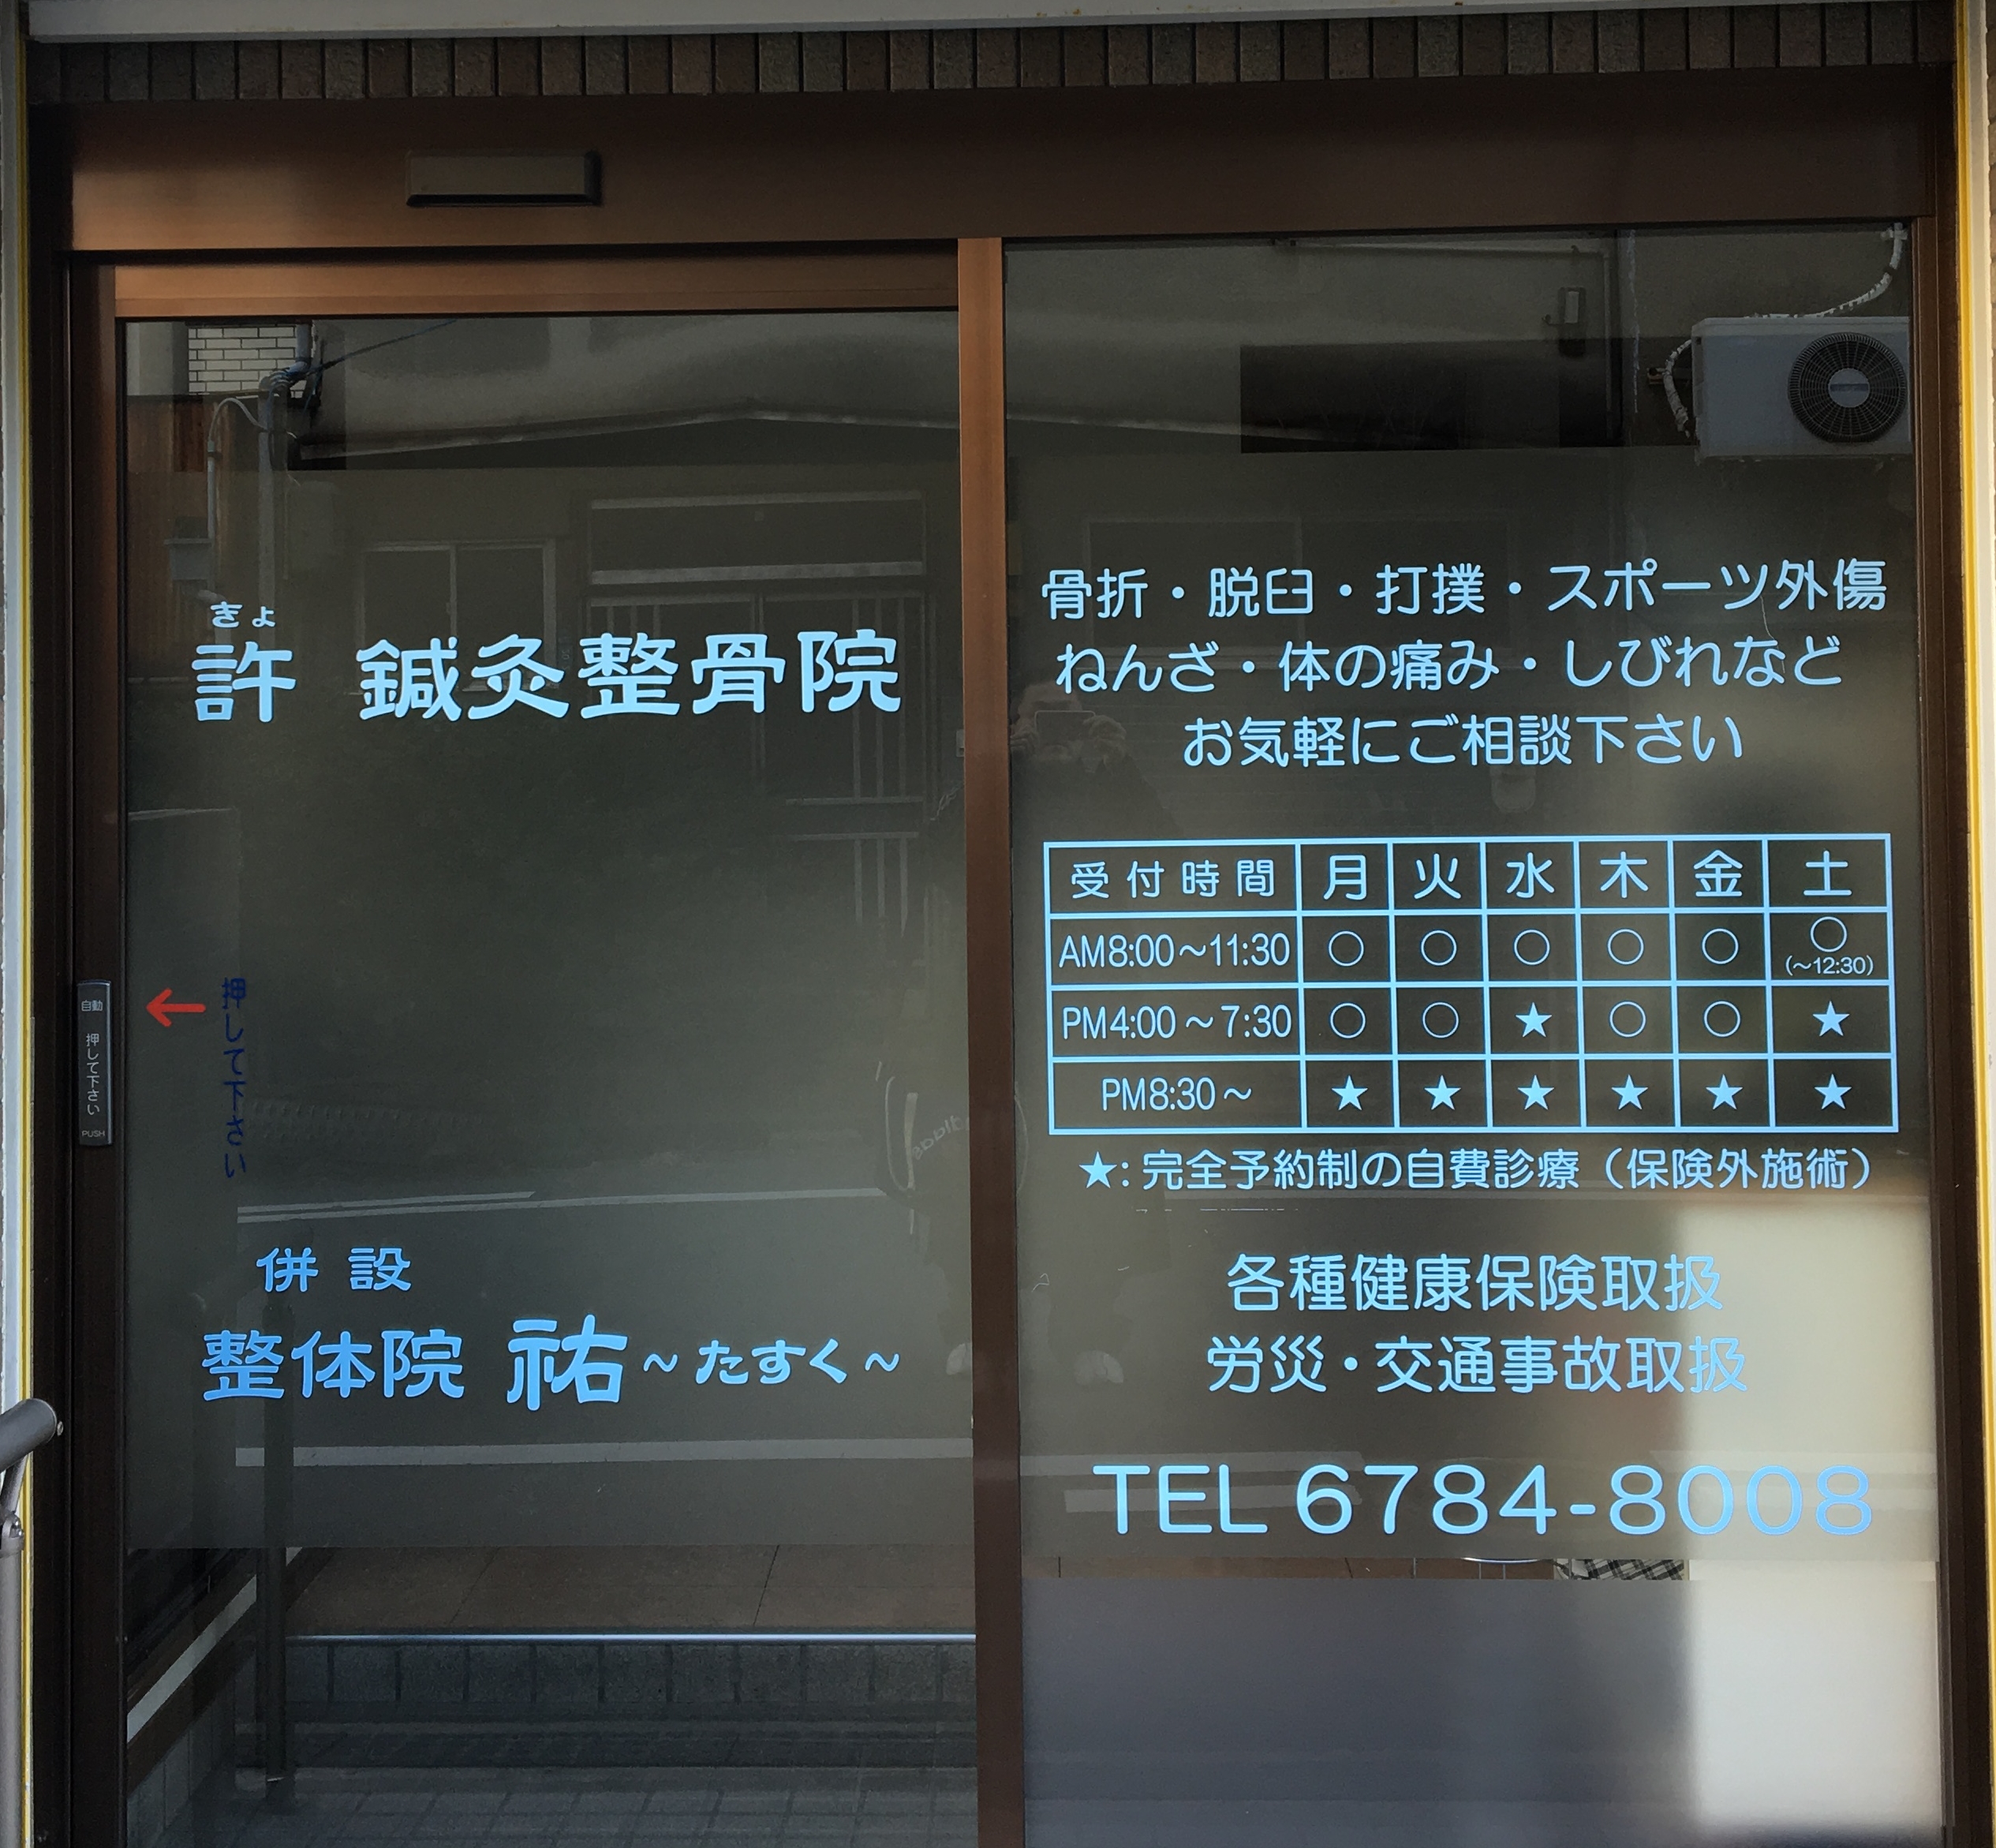 きょ
許 鍼灸整骨院
自動 押して下さい PUSH
押して下さい
併設
整体院 祐～たすく～
骨折・脱臼・打撲・スポーツ外傷
ねんざ・体の痛み・しびれなど
お気軽にご相談下さい
受付時間 月 火 水 木 金 土
AM8:00～11:30 ○ ○ ○ ○ ○ ○(～12:30)
PM4:00～7:30 ○ ○ ★ ○ ○ ★
PM8:30～ ★ ★ ★ ★ ★ ★
★:完全予約制の自費診療（保険外施術）
各種健康保険取扱
労災・交通事故取扱
TEL 6784-8008